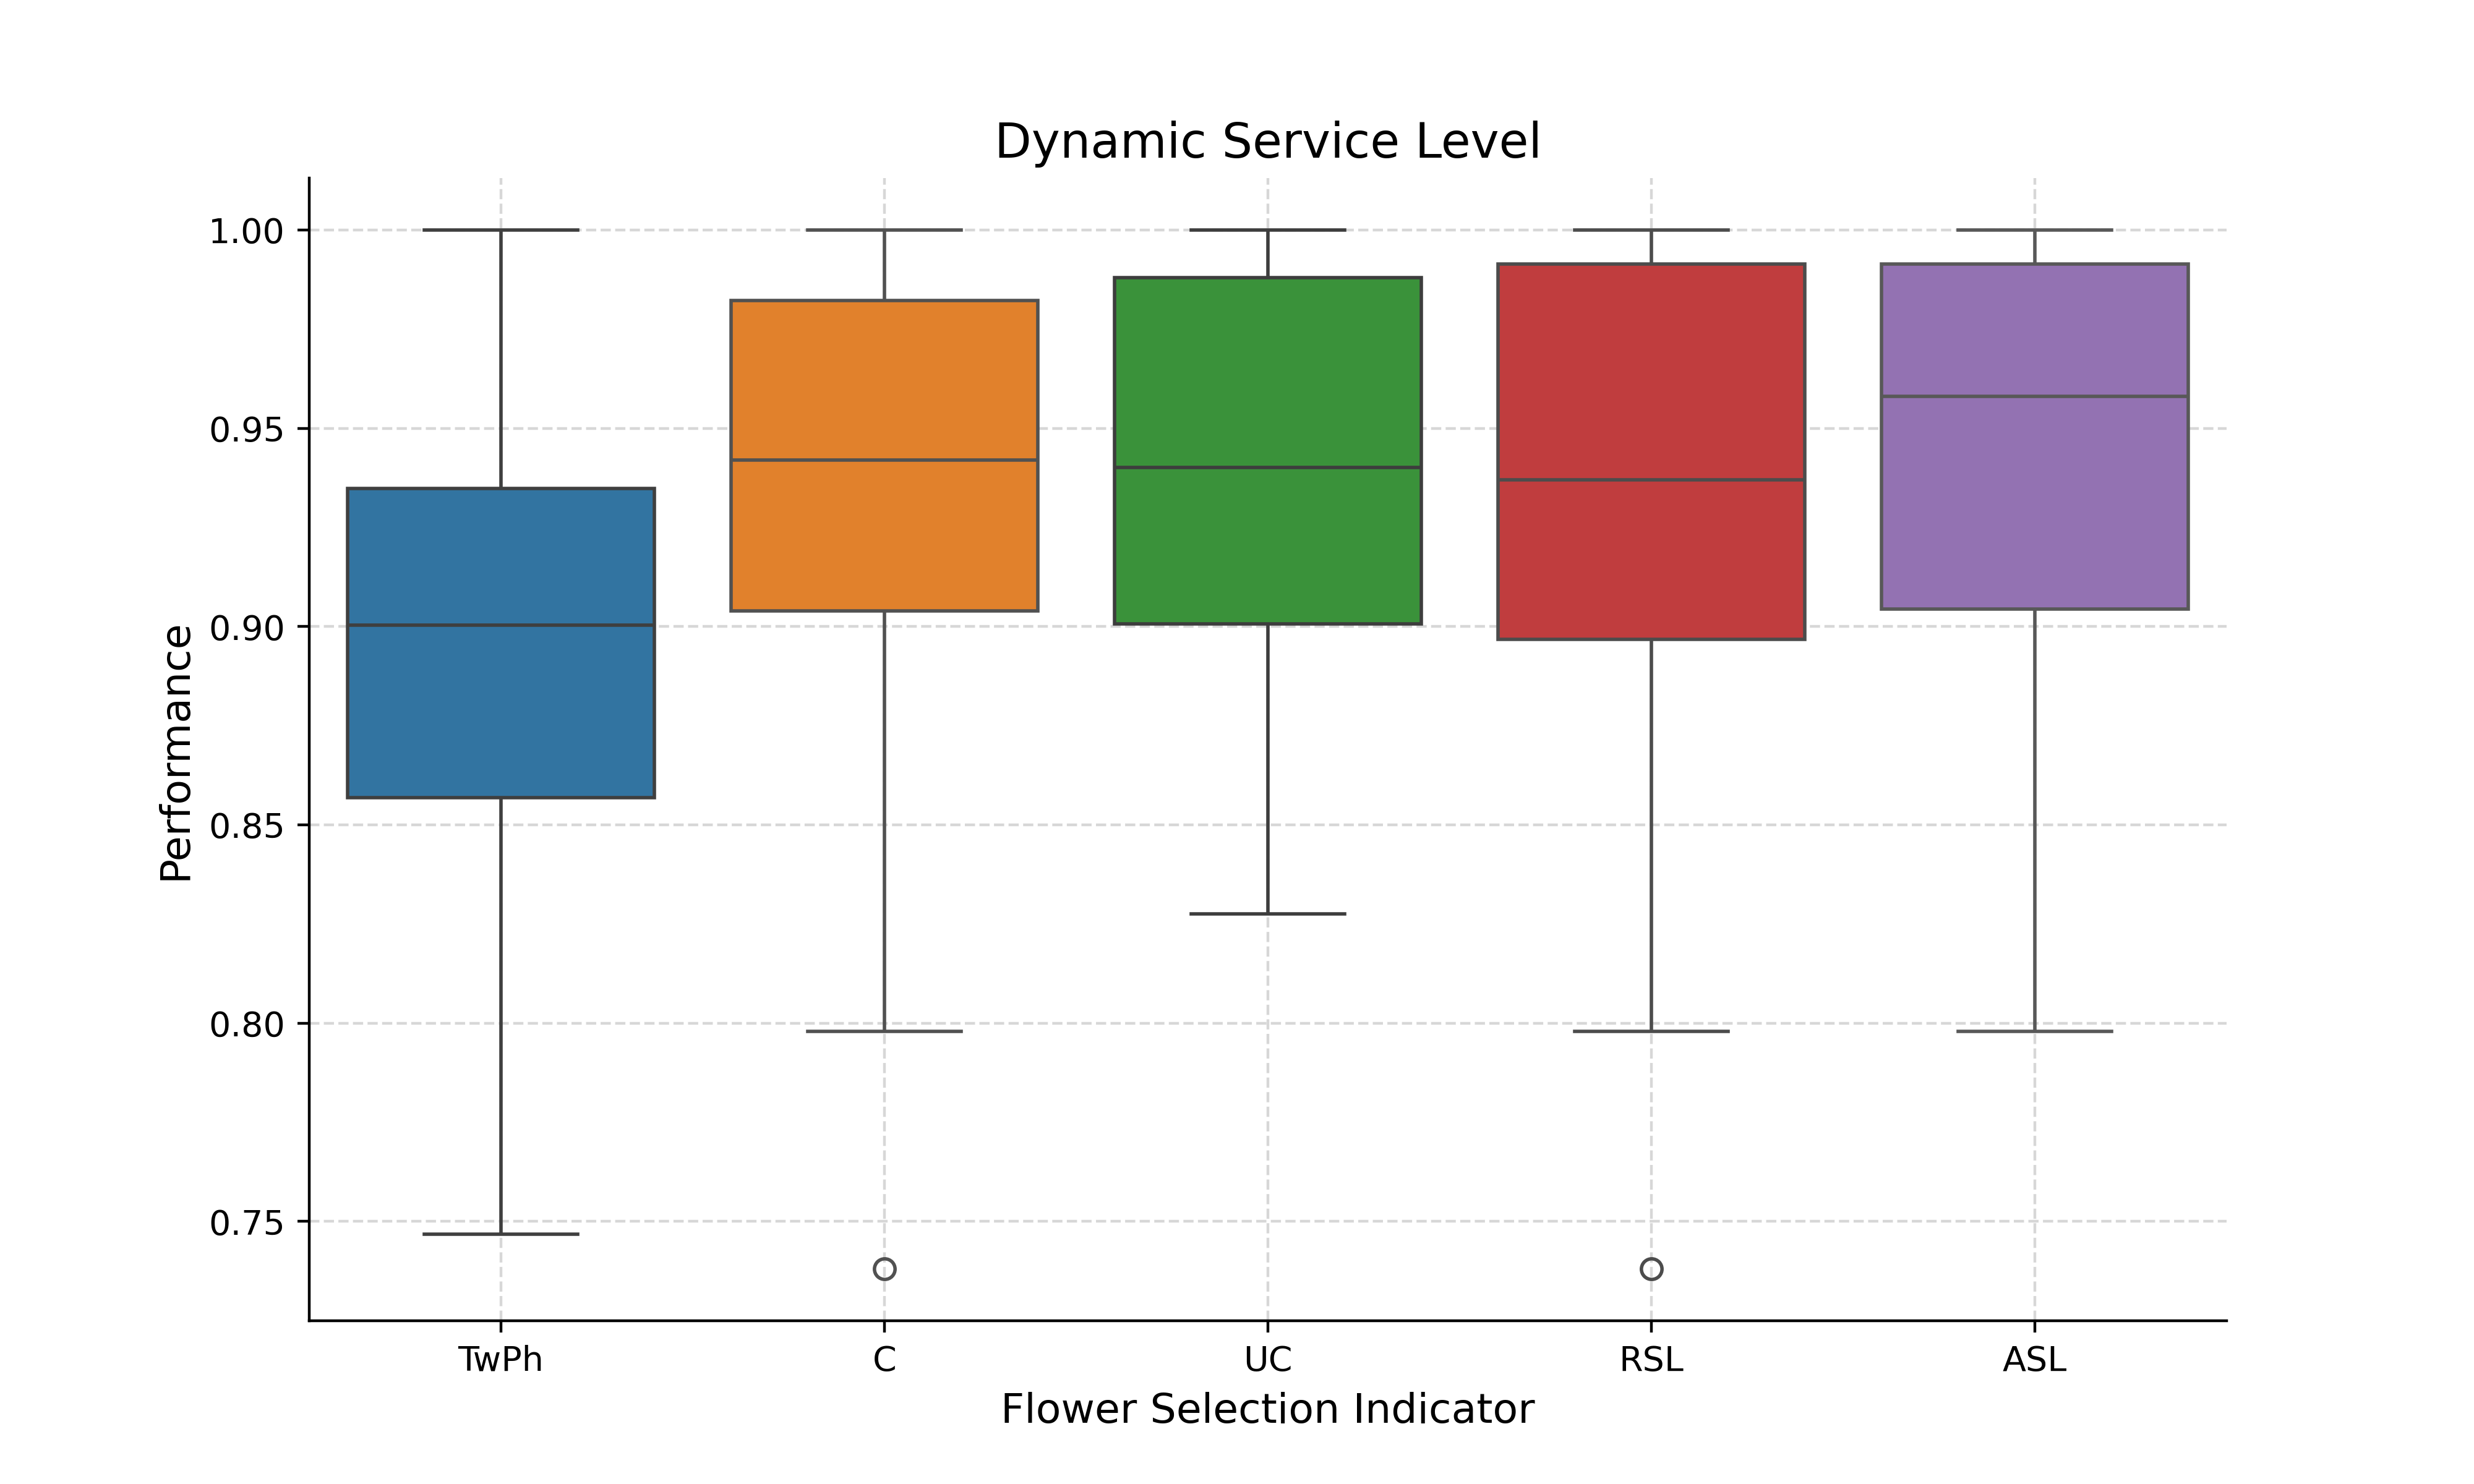 Dynamic Service Level
1.00
0.95
0.90
0.85
0.80
0.75
Performance
TwPh C UC RSL ASL
Flower Selection Indicator